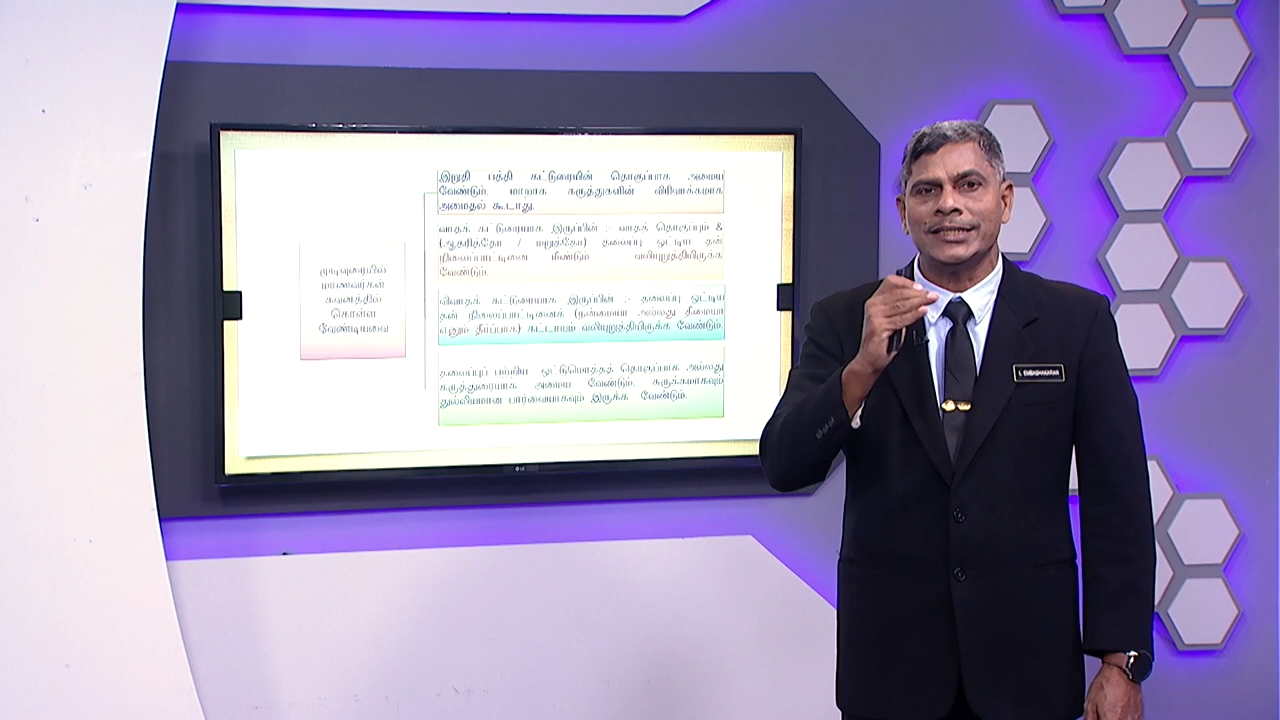 முடிவுரையில்
மாணவர்கள்
கவனத்தில்
கொள்ள
வேண்டியவை
இறுதி பத்தி கட்டுரையின் தொகுப்பாக அமைய
வேண்டும். மாறாக கருத்துகளின் விரிவாக்கமாக
அமைதல் கூடாது.
வாதக் கட்டுரையாக இருப்பின் :- வாதத் தொகுப்பும் &
(ஆதரித்தோ / மறுத்தோ) தலைப்பு ஒட்டிய தன்
நிலைப்பாட்டினை மீண்டும் வலியுறுத்தியிருக்க
வேண்டும்.
விவாதக் கட்டுரையாக இருப்பின் :- தலைப்பு ஒட்டிய
தன் நிலைப்பாட்டினைக் (நன்மையா அல்லது தீமையா
எனும் தீர்ப்பாக) கட்டாயம் வலியுறுத்தியிருக்க வேண்டும்.
தலைப்புப் பற்றிய ஒட்டுமொத்தத் தொகுப்பாக அல்லது
கருத்துரையாக அமைய வேண்டும். சுருக்கமாகவும்
துல்லியமான பார்வையாகவும் இருக்க வேண்டும்.
LG